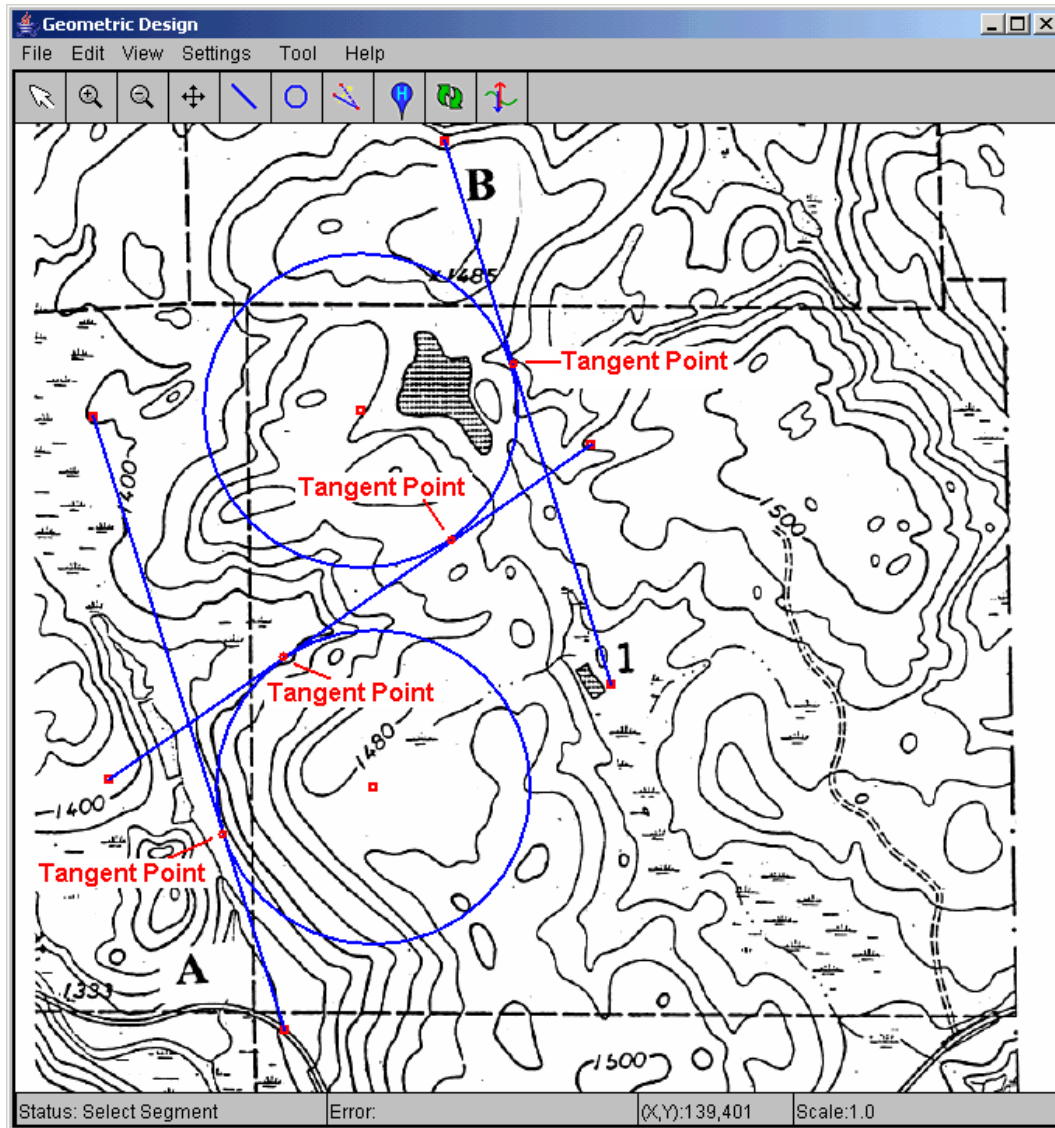 Geometric Design
File Edit View Settings Tool Help
H
B
1485
Tangent Point
1400
Tangent Point
1500
1
Tangent Point
1480
1400
Tangent Point
A
1333
1500
Status: Select Segment Error: (X,Y):139,401 Scale:1.0